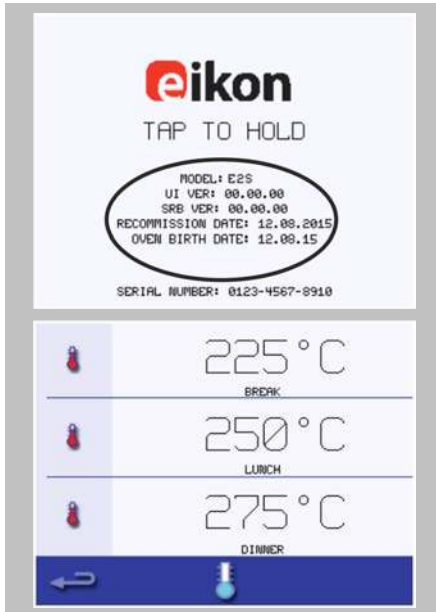 eikon
TAP TO HOLD
MODEL: E2S
UI VER: 00.00.00
SRB VER: 00.00.00
RECOMMISSION DATE: 12.08.2015
OVEN BIRTH DATE: 12.08.15
SERIAL NUMBER: 0123-4567-8910
225°C
BREAK
250°C
LUNCH
275°C
DINNER